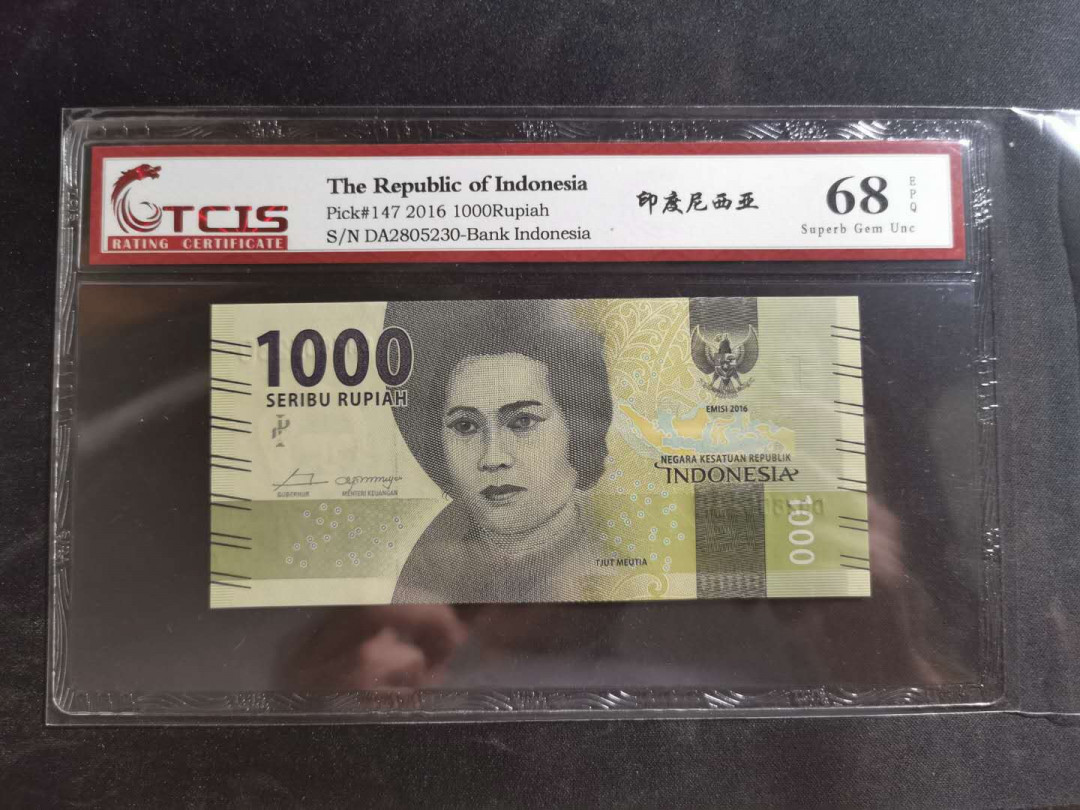 TCIS
RATING CERTIFICATE
The Republic of Indonesia
Pick#147 2016 1000Rupiah
S/N DA2805230-Bank Indonesia
印度尼西亚
68
EPQ
Superb Gem Unc
1000
SERIBU RUPIAH
GUBERNUR
MENTERI KEUANGAN
EMISI 2016
NEGARA KESATUAN REPUBLIK
INDONESIA
1000
TJUT MEUTIA